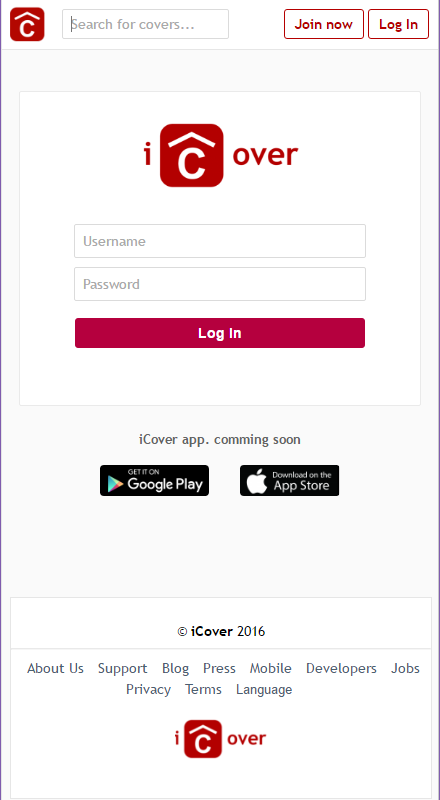 C Search for covers... Join now Log In
i C over
Username
Password
Log In
iCover app. comming soon
GET IT ON
Google Play
Download on the
App Store
© iCover 2016
About Us Support Blog Press Mobile Developers Jobs
Privacy Terms Language
i C over